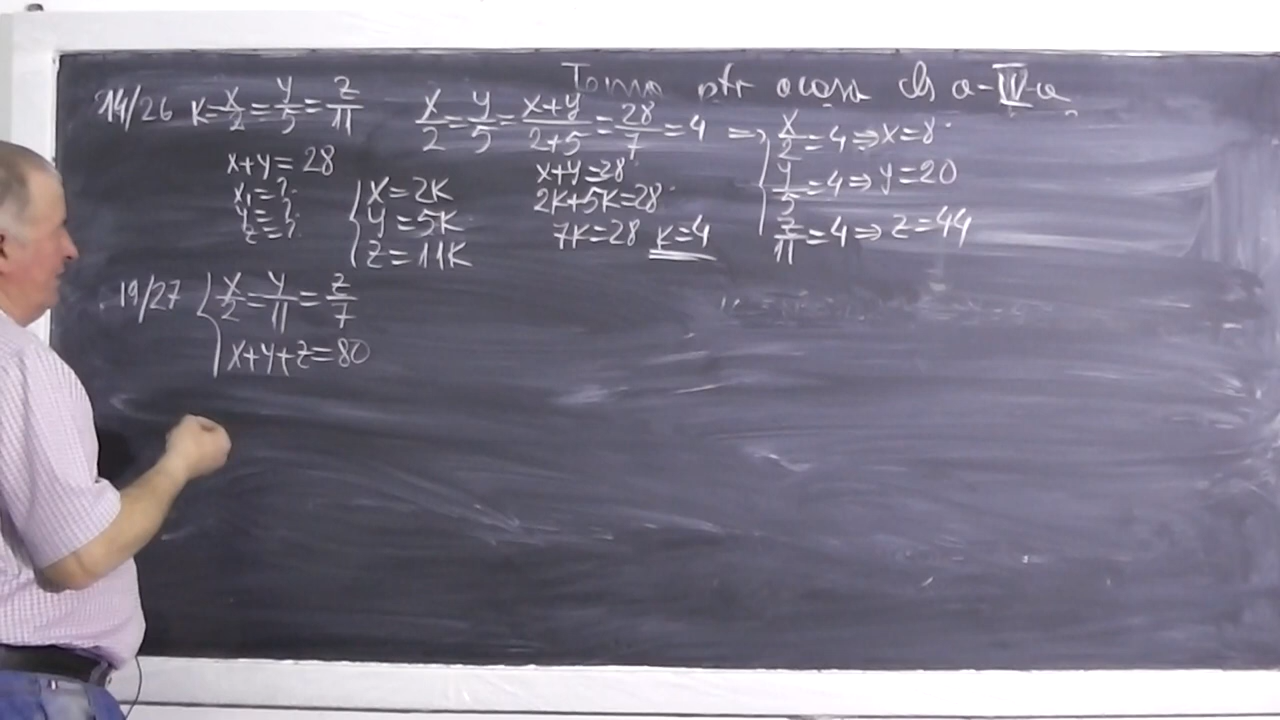 Tema ptr acasă cls a-IV-a
14/26 K=x/2=y/5=z/11
x+y=28
x=?
y=?
z=?
{ x=2K
y=5K
z=11K
x/2=y/5=(x+y)/(2+5)=28/7=4 ⇒
x+y=28
2K+5K=28
7K=28 K=4
{ x/2=4⇒x=8
y/5=4⇒y=20
z/11=4⇒z=44
19/27 { x/2=y/11=z/7
x+y+z=80